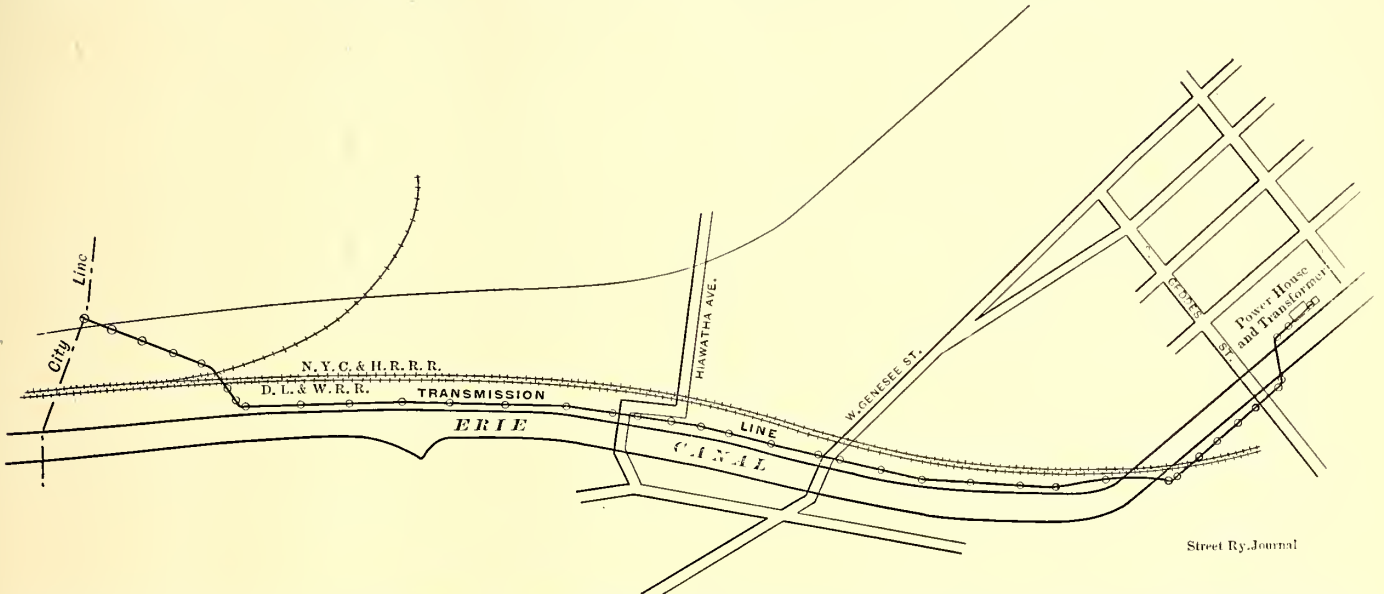 City Line
N. Y. C. & H. R. R. R.
D. L. & W. R. R.
TRANSMISSION
LINE
ERIE
CANAL
HIAWATHA AVE.
W. GENESEE ST.
GEDDES
ST.
Power House
and Transformer
Street Ry. Journal